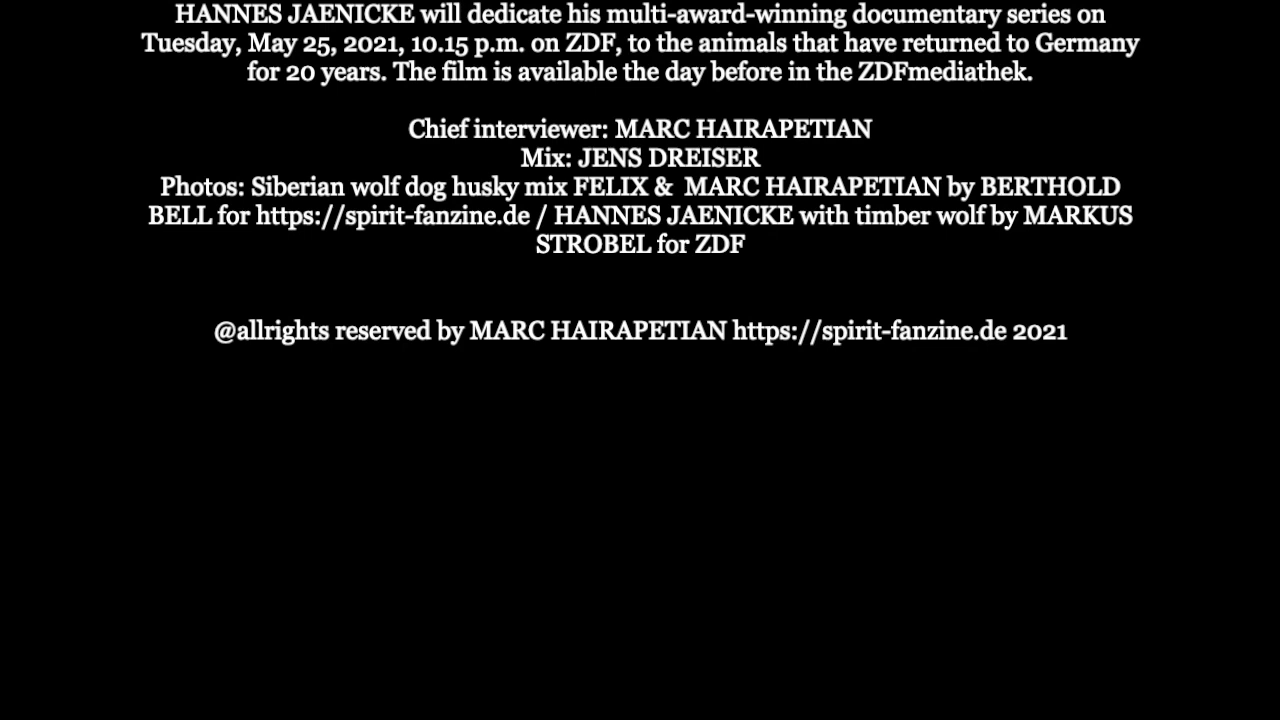 HANNES JAENICKE will dedicate his multi-award-winning documentary series on
Tuesday, May 25, 2021, 10.15 p.m. on ZDF, to the animals that have returned to Germany
for 20 years. The film is available the day before in the ZDFmediathek.
Chief interviewer: MARC HAIRAPETIAN
Mix: JENS DREISER
Photos: Siberian wolf dog husky mix FELIX &  MARC HAIRAPETIAN by BERTHOLD
BELL for https://spirit-fanzine.de / HANNES JAENICKE with timber wolf by MARKUS
STROBEL for ZDF
@allrights reserved by MARC HAIRAPETIAN https://spirit-fanzine.de 2021